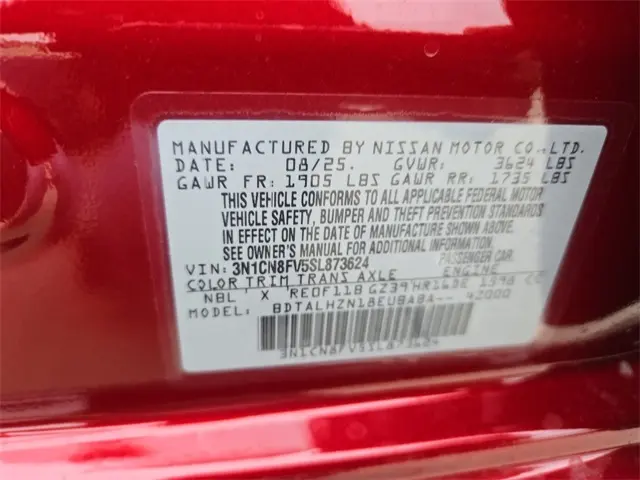 MANUFACTURED BY NISSAN MOTOR CO.,LTD.
DATE: 08/25. GVWR: 3624 LBS
GAWR FR: 1905 LBS GAWR RR: 1735 LBS
THIS VEHICLE CONFORMS TO ALL APPLICABLE FEDERAL MOTOR
VEHICLE SAFETY, BUMPER AND THEFT PREVENTION STANDARDS
IN EFFECT ON THE DATE OF MANUFACTURE SHOWN ABOVE.
SEE OWNER'S MANUAL FOR ADDITIONAL INFORMATION
VIN: 3N1CN8FV5SL873624 PASSENGER CAR
COLOR TRIM TRANS AXLE ENGINE
NBL X RE0F11B GZ39 HR16DE 1598 CC
MODEL: BDTALHZN18EUBABA-- 42000
3N1CN8FV5SL873624